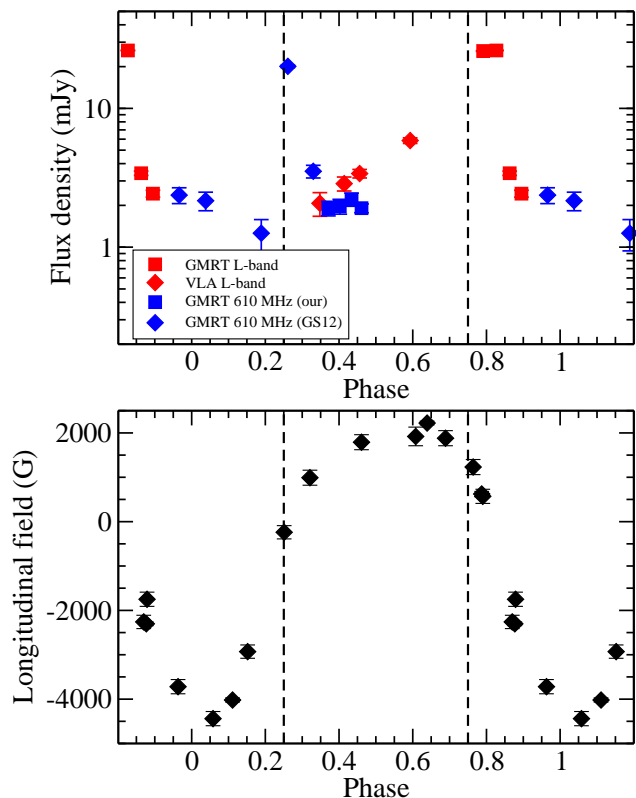 Flux density (mJy)
10
1
GMRT L-band
VLA L-band
GMRT 610 MHz (our)
GMRT 610 MHz (GS12)
0 0.2 0.4 0.6 0.8 1
Phase
Longitudinal field (G)
2000
0
-2000
-4000
0 0.2 0.4 0.6 0.8 1
Phase